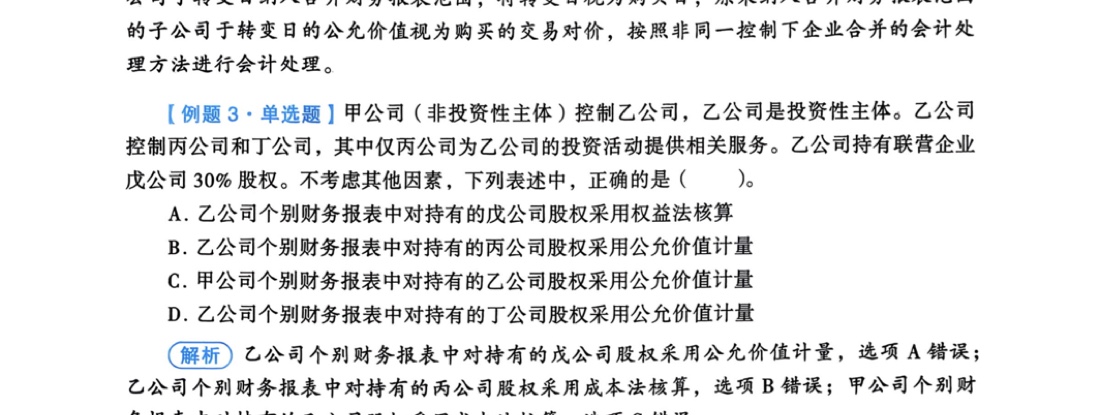 的子公司于转变日的公允价值视为购买的交易对价，按照非同一控制下企业合并的会计处
理方法进行会计处理。
【例题 3·单选题】甲公司（非投资性主体）控制乙公司，乙公司是投资性主体。乙公司
控制丙公司和丁公司，其中仅丙公司为乙公司的投资活动提供相关服务。乙公司持有联营企业
戊公司 30% 股权。不考虑其他因素，下列表述中，正确的是（　　）。
A. 乙公司个别财务报表中对持有的戊公司股权采用权益法核算
B. 乙公司个别财务报表中对持有的丙公司股权采用公允价值计量
C. 甲公司个别财务报表中对持有的乙公司股权采用公允价值计量
D. 乙公司个别财务报表中对持有的丁公司股权采用公允价值计量
解析 乙公司个别财务报表中对持有的戊公司股权采用公允价值计量，选项 A 错误；
乙公司个别财务报表中对持有的丙公司股权采用成本法核算，选项 B 错误；甲公司个别财